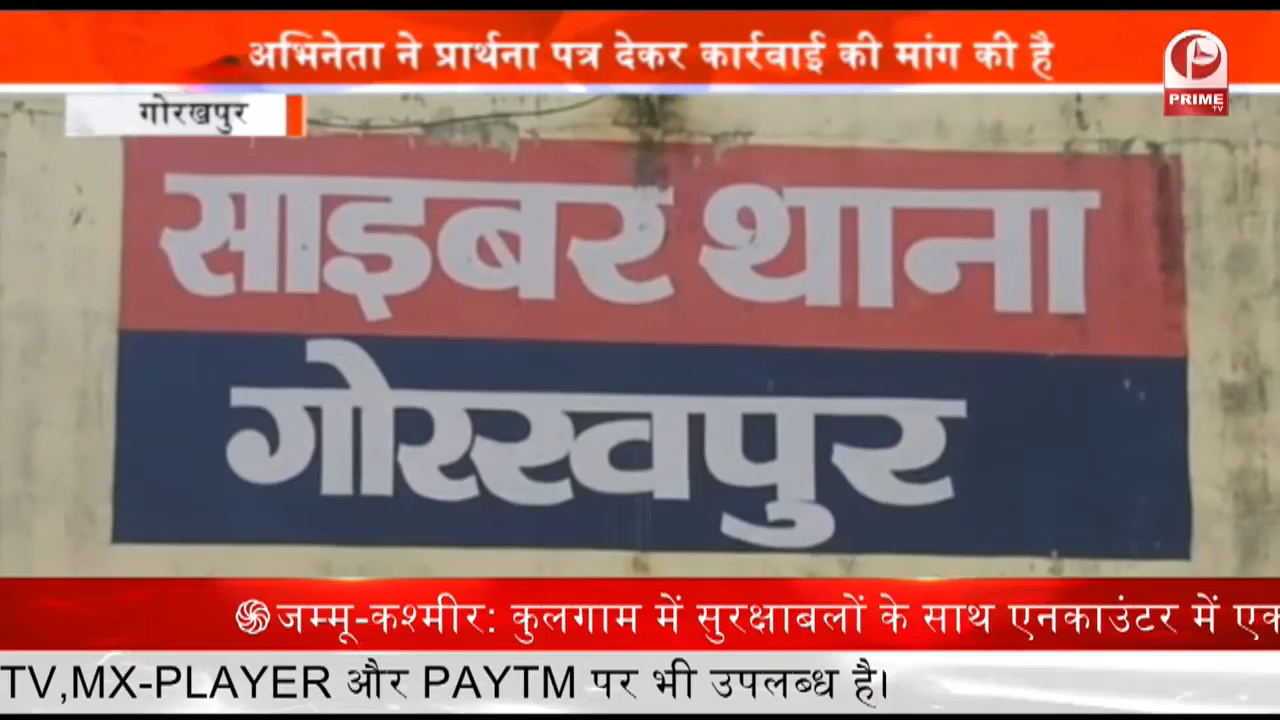 अभिनेता ने प्रार्थना पत्र देकर कार्रवाई की मांग की है
PRIME
TV
गोरखपुर
साइबर थाना
गोरखपुर
जम्मू-कश्मीर: कुलगाम में सुरक्षाबलों के साथ एनकाउंटर में एक
TV,MX-PLAYER और PAYTM पर भी उपलब्ध है।